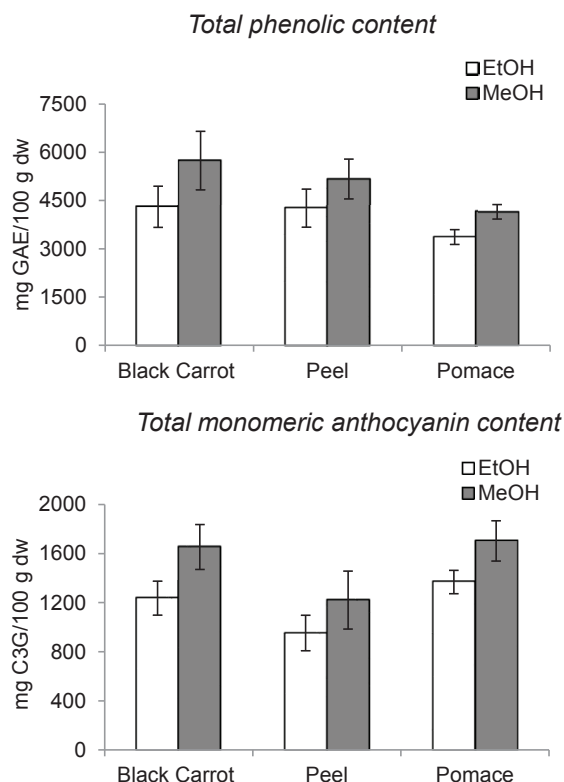 Total phenolic content
EtOH
MeOH
mg GAE/100 g dw
7500
6000
4500
3000
1500
0
Black Carrot Peel Pomace
Total monomeric anthocyanin content
EtOH
MeOH
mg C3G/100 g dw
2000
1600
1200
800
400
0
Black Carrot Peel Pomace